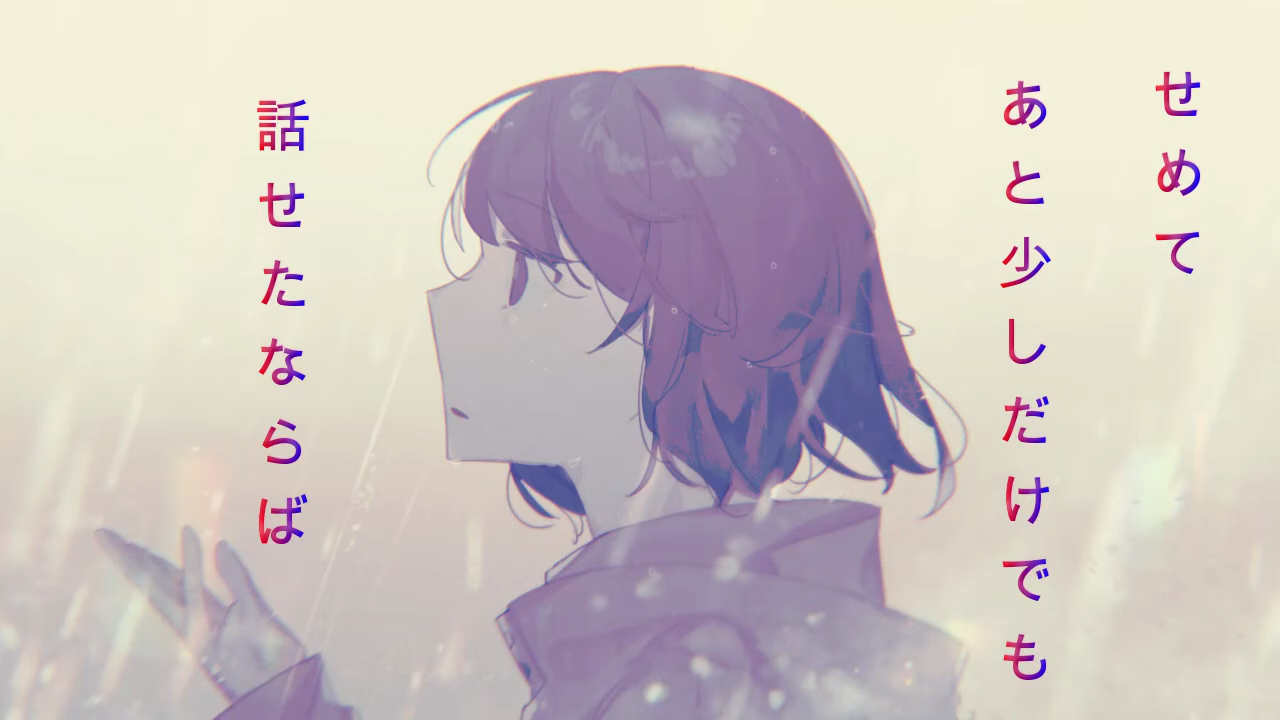 せめて
あと少しだけでも
話せたならば